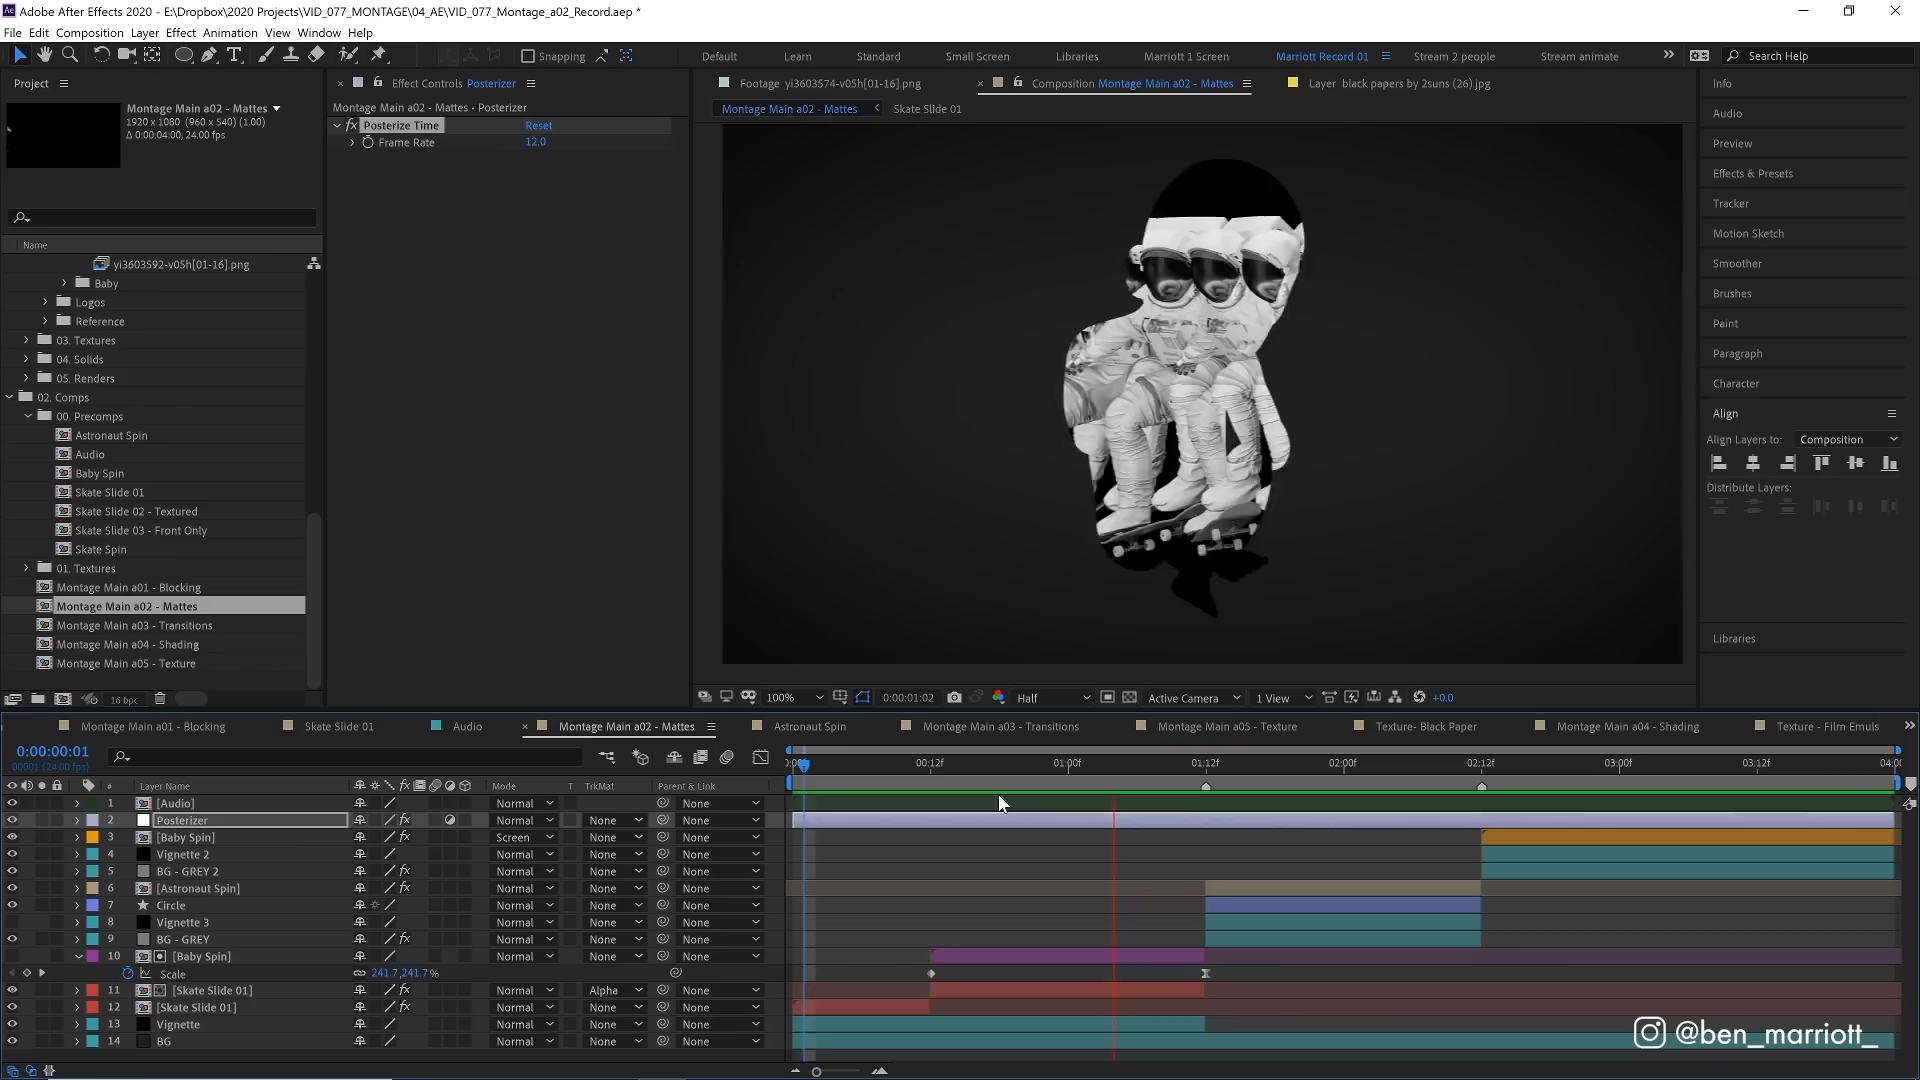 Adobe After Effects 2020 - E:\Dropbox\2020 Projects\VID_077_MONTAGE\04_AE\VID_077_Montage_a02_Record.aep *
File Edit Composition Layer Effect Animation View Window Help
Snapping
Default Learn Standard Small Screen Libraries Marriott 1 Screen Marriott Record 01 Stream 2 people Stream animate
Search Help
Project
Montage Main a02 - Mattes
1920 x 1080 (960 x 540) (1.00)
Δ 0:00:04:00, 24.00 fps
Name
yi3603592-v05h[01-16].png
Baby
Logos
Reference
03. Textures
04. Solids
05. Renders
02. Comps
00. Precomps
Astronaut Spin
Audio
Baby Spin
Skate Slide 01
Skate Slide 02 - Textured
Skate Slide 03 - Front Only
Skate Spin
01. Textures
Montage Main a01 - Blocking
Montage Main a02 - Mattes
Montage Main a03 - Transitions
Montage Main a04 - Shading
Montage Main a05 - Texture
16 bpc
Effect Controls Posterizer
Montage Main a02 - Mattes • Posterizer
fx Posterize Time Reset
Frame Rate 12.0
Footage yi3603574-v05h[01-16].png
Composition Montage Main a02 - Mattes
Layer black papers by 2suns (26).jpg
Montage Main a02 - Mattes Skate Slide 01
100% 0:00:01:02 Half Active Camera 1 View +0.0
Info
Audio
Preview
Effects & Presets
Tracker
Motion Sketch
Smoother
Brushes
Paint
Paragraph
Character
Align
Align Layers to: Composition
Distribute Layers:
Libraries
Montage Main a01 - Blocking Skate Slide 01 Audio Montage Main a02 - Mattes Astronaut Spin Montage Main a03 - Transitions Montage Main a05 - Texture Texture- Black Paper Montage Main a04 - Shading Texture - Film Emuls
0:00:00:01
00001 (24.00 fps)
00:12f 01:00f 01:12f 02:00f 02:12f 03:00f 03:12f 04:00
# Layer Name fx Mode T TrkMat Parent & Link
1 [Audio] Normal None
2 Posterizer fx Normal None None
3 [Baby Spin] fx Screen None None
4 Vignette 2 Normal None None
5 BG - GREY 2 fx Normal None None
6 [Astronaut Spin] fx Normal None None
7 Circle Normal None None
8 Vignette 3 Normal None None
9 BG - GREY fx Normal None None
10 [Baby Spin] Normal None None
Scale 241.7,241.7%
11 [Skate Slide 01] fx Normal Alpha None
12 [Skate Slide 01] fx Normal None None
13 Vignette Normal None None
14 BG Normal None None
@ben_marriott_